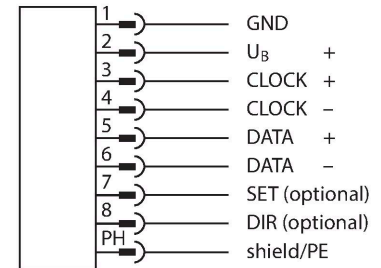 1 GND
2 U_B +
3 CLOCK +
4 CLOCK –
5 DATA +
6 DATA –
7 SET (optional)
8 DIR (optional)
PH shield/PE